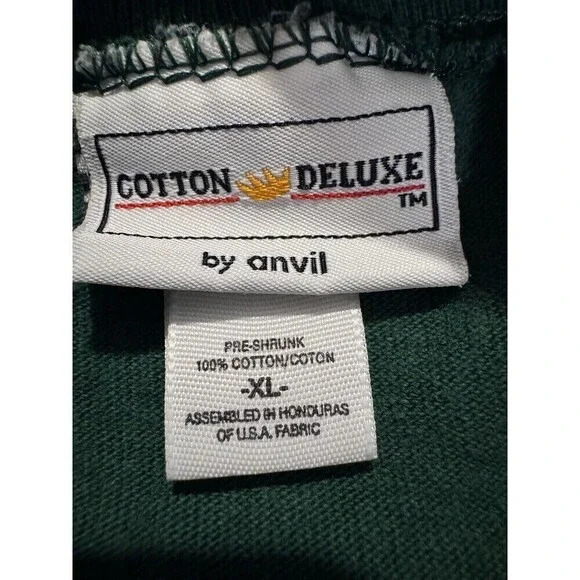 COTTON DELUXE TM
by anvil
PRE-SHRUNK
100% COTTON/COTON
-XL-
ASSEMBLED IN HONDURAS
OF U.S.A. FABRIC